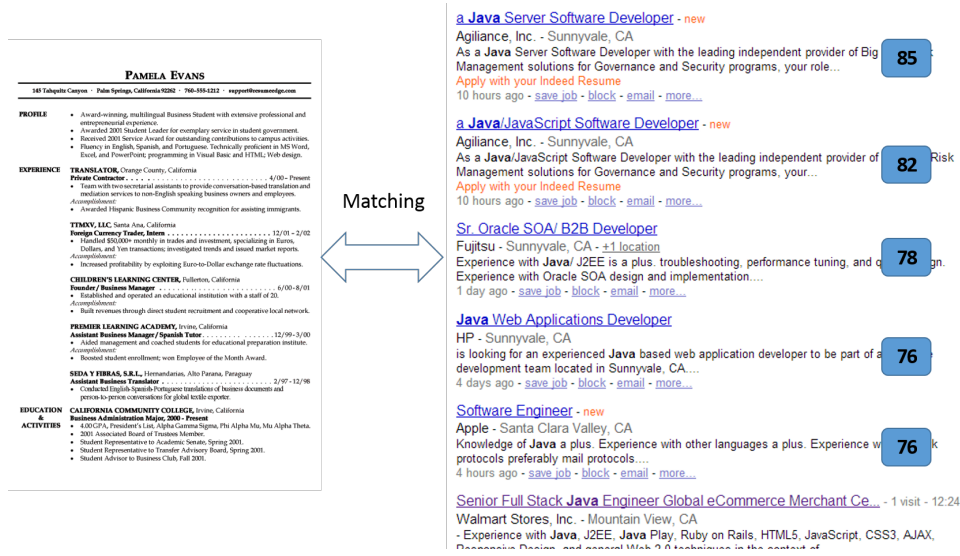 PAMELA EVANS
145 Tahquitz Canyon · Palm Springs, California 92262 · 760-555-1212 · support@resumeedge.com
PROFILE
• Award-winning, multilingual Business Student with extensive professional and
entrepreneurial experience.
• Awarded 2001 Student Leader for exemplary service in student government.
• Received 2001 Service Award for outstanding contributions to campus activities.
• Fluency in English, Spanish, and Portuguese. Technically proficient in MS Word,
Excel, and PowerPoint; programming in Visual Basic and HTML; Web design.
EXPERIENCE
TRANSLATOR, Orange County, California
Private Contractor . . . . . . . . . . . . . . . . . . . . . . . . . . . . 4/00 – Present
• Team with two secretarial assistants to provide conversation-based translation and
mediation services to non-English speaking business owners and employees.
Accomplishment:
• Awarded Hispanic Business Community recognition for assisting immigrants.
TTMXV, LLC, Santa Ana, California
Foreign Currency Trader, Intern . . . . . . . . . . . . . . . . . . . . 12/01 – 2/02
• Handled $50,000+ monthly in trades and investment, specializing in Euros,
Dollars, and Yen transactions; investigated trends and issued market reports.
Accomplishment:
• Increased profitability by exploiting Euro-to-Dollar exchange rate fluctuations.
CHILDREN'S LEARNING CENTER, Fullerton, California
Founder / Business Manager . . . . . . . . . . . . . . . . . . . . . . . 6/00 - 8/01
• Established and operated an educational institution with a staff of 20.
Accomplishment:
• Built revenues through direct student recruitment and cooperative local network.
PREMIER LEARNING ACADEMY, Irvine, California
Assistant Business Manager / Spanish Tutor . . . . . . . . . . . . . . 12/99 - 3/00
• Aided management and coached students for educational preparation institute.
Accomplishment:
• Boosted student enrollment; won Employee of the Month Award.
SEDA Y FIBRAS, S.R.L., Hernandarias, Alto Parana, Paraguay
Assistant Business Translator . . . . . . . . . . . . . . . . . . . . . 2/97 - 12/98
• Conducted English-Spanish-Portuguese translations of business documents and
person-to-person conversations for global textile exporter.
EDUCATION
&
ACTIVITIES
CALIFORNIA COMMUNITY COLLEGE, Irvine, California
Business Administration Major, 2000 - Present
• 4.00 GPA, President's List, Alpha Gamma Sigma, Phi Alpha Mu, Mu Alpha Theta.
• 2001 Associated Board of Trustees Member.
• Student Representative to Academic Senate, Spring 2001.
• Student Representative to Transfer Advisory Board, Spring 2001.
• Student Advisor to Business Club, Fall 2001.
Matching
a Java Server Software Developer - new
Agiliance, Inc. - Sunnyvale, CA
As a Java Server Software Developer with the leading independent provider of Big
Management solutions for Governance and Security programs, your role...
85
Apply with your Indeed Resume
10 hours ago - save job - block - email - more...
a Java/JavaScript Software Developer - new
Agiliance, Inc. - Sunnyvale, CA
As a Java/JavaScript Software Developer with the leading independent provider of Risk
Management solutions for Governance and Security programs, your...
82
Apply with your Indeed Resume
10 hours ago - save job - block - email - more...
Sr. Oracle SOA/ B2B Developer
Fujitsu - Sunnyvale, CA - +1 location
Experience with Java/ J2EE is a plus. troubleshooting, performance tuning, and
Experience with Oracle SOA design and implementation....
78
1 day ago - save job - block - email - more...
Java Web Applications Developer
HP - Sunnyvale, CA
is looking for an experienced Java based web application developer to be part of
development team located in Sunnyvale, CA....
76
4 days ago - save job - block - email - more...
Software Engineer - new
Apple - Santa Clara Valley, CA
Knowledge of Java a plus. Experience with other languages a plus. Experience
protocols preferably mail protocols....
76
4 hours ago - save job - block - email - more...
Senior Full Stack Java Engineer Global eCommerce Merchant Ce... - 1 visit - 12:24
Walmart Stores, Inc. - Mountain View, CA
- Experience with Java, J2EE, Java Play, Ruby on Rails, HTML5, JavaScript, CSS3, AJAX,
Responsive Design, and general Web 2.0 techniques in the context of